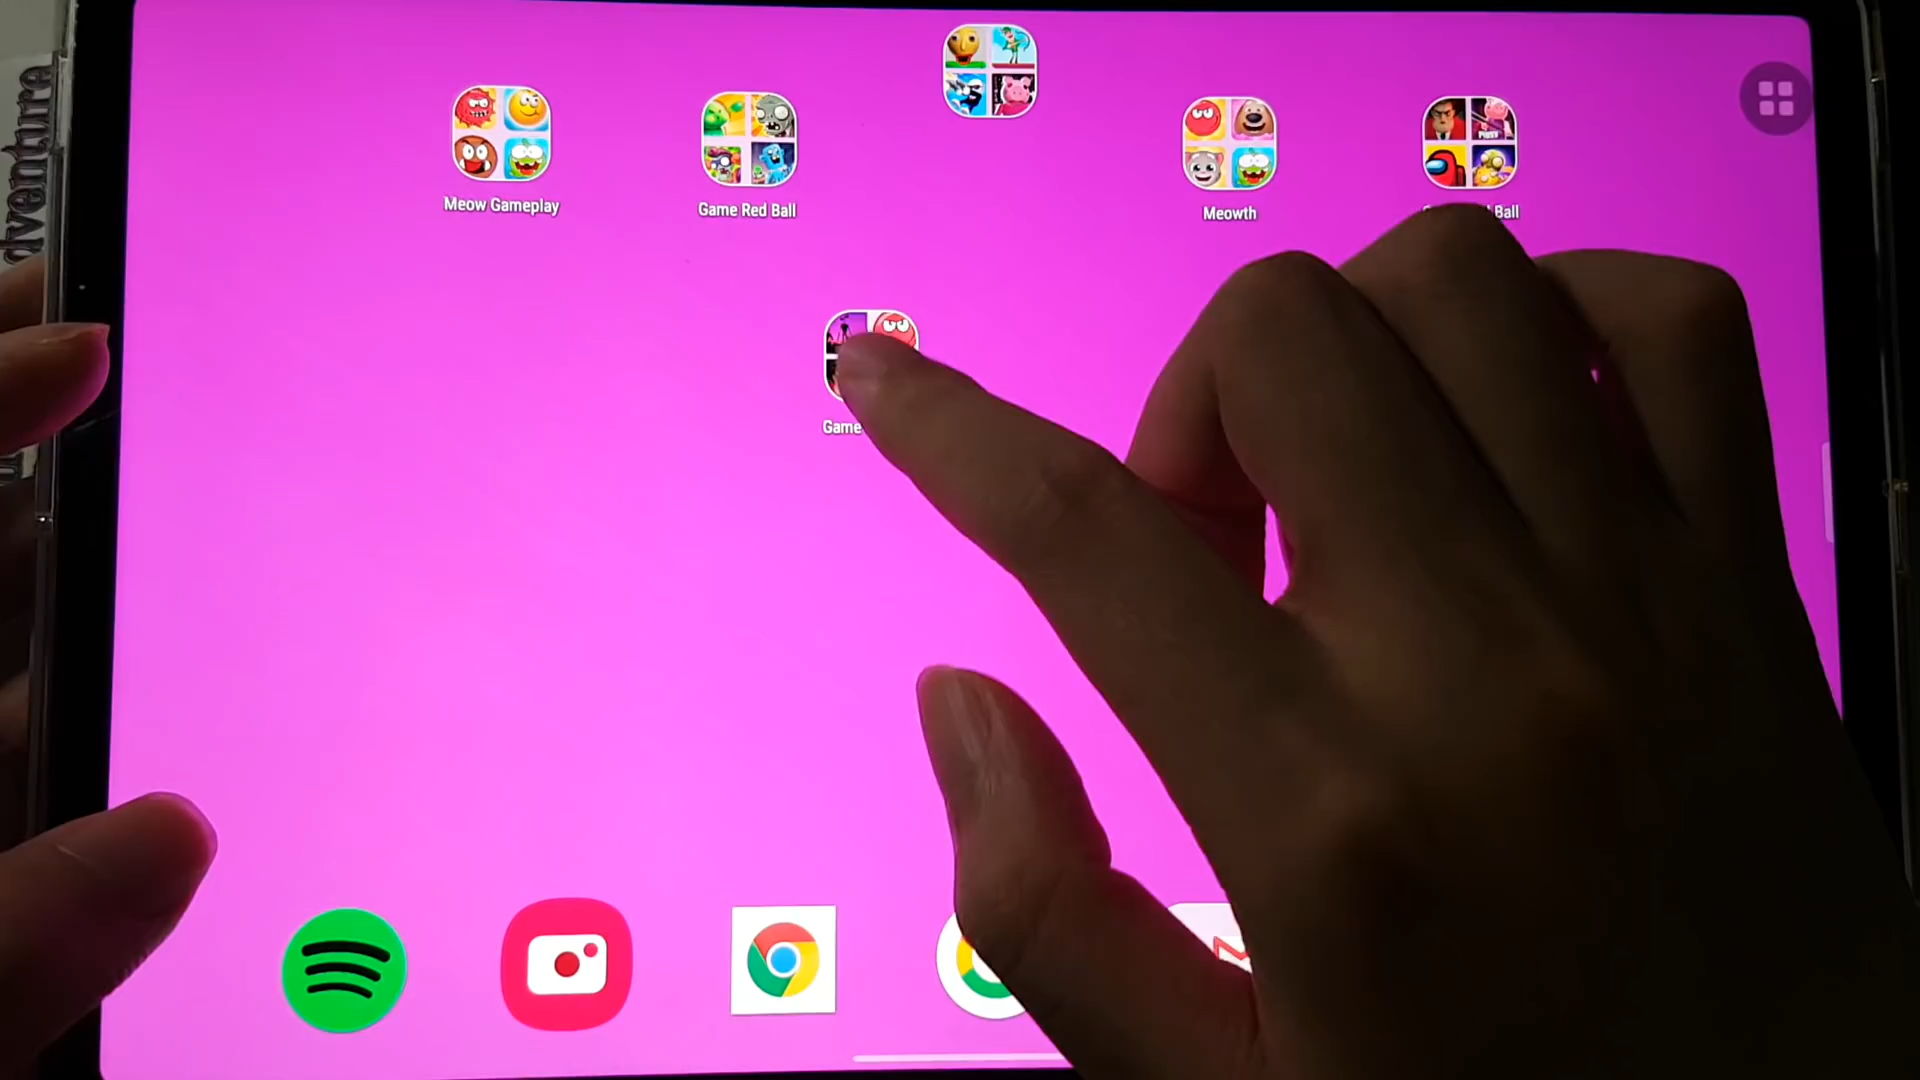 dventure
Meow Gameplay
Game Red Ball
Meowth
Ball
Game